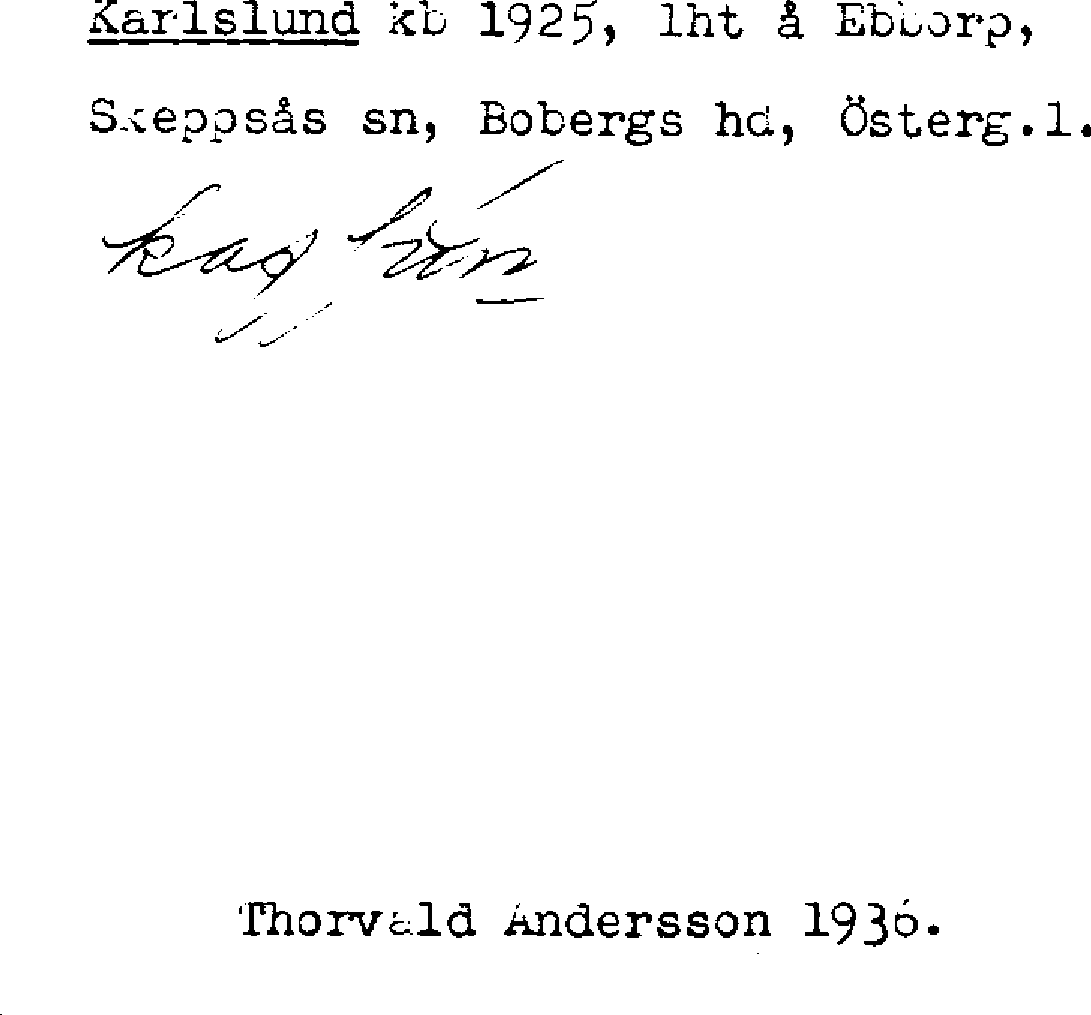 Karlslund kb 1925, lht å Ebborp,
Skeppsås sn, Bobergs hd, Österg.l.
Thorvald Andersson 1936.